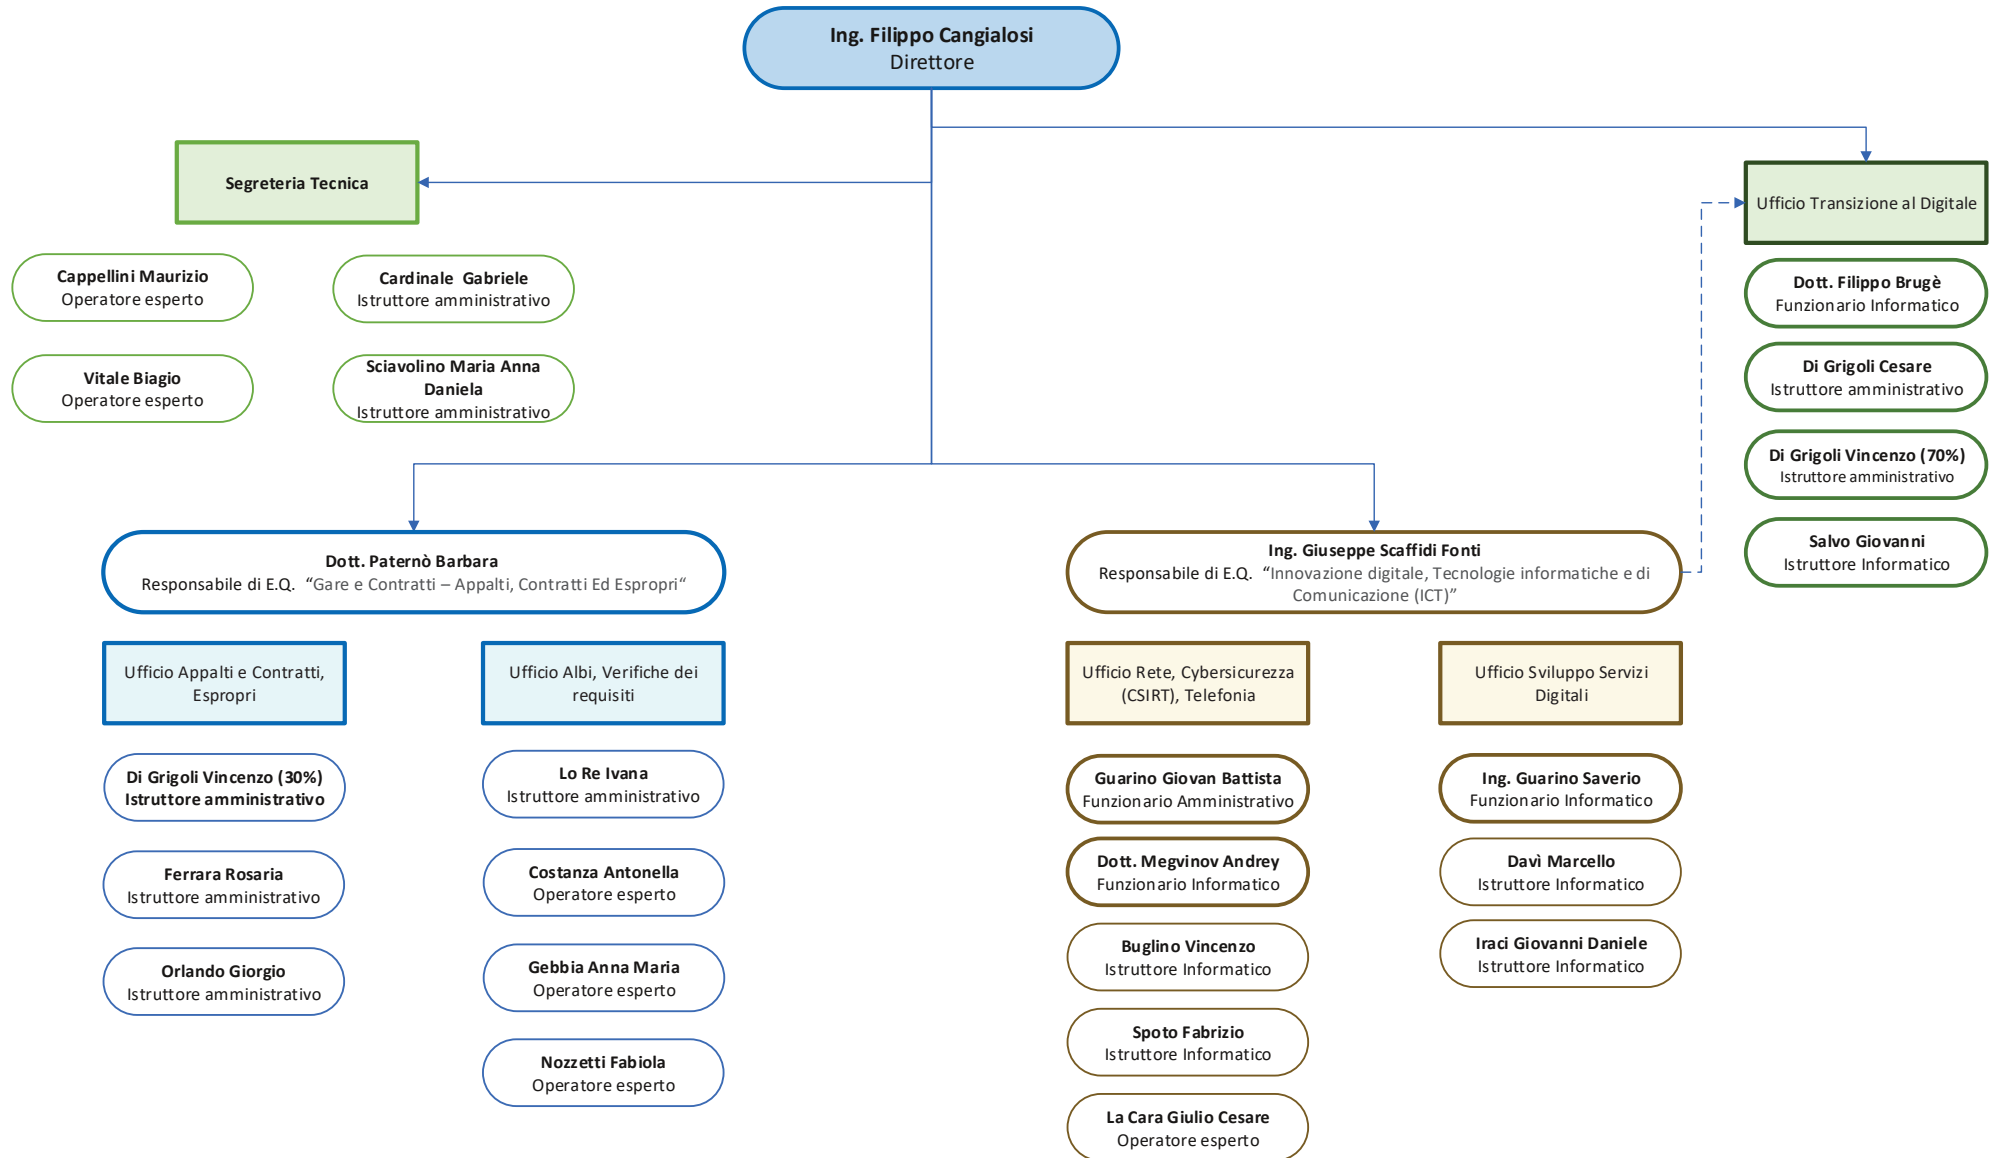 Ing. Filippo Cangialosi
Direttore
Segreteria Tecnica
Cappellini Maurizio
Operatore esperto
Cardinale  Gabriele
Istruttore amministrativo
Vitale Biagio
Operatore esperto
Sciavolino Maria Anna
Daniela
Istruttore amministrativo
Ufficio Transizione al Digitale
Dott. Filippo Brugè
Funzionario Informatico
Di Grigoli Cesare
Istruttore amministrativo
Di Grigoli Vincenzo (70%)
Istruttore amministrativo
Salvo Giovanni
Istruttore Informatico
Dott. Paternò Barbara
Responsabile di E.Q.  “Gare e Contratti – Appalti, Contratti Ed Espropri“
Ufficio Appalti e Contratti,
Espropri
Di Grigoli Vincenzo (30%)
Istruttore amministrativo
Ferrara Rosaria
Istruttore amministrativo
Orlando Giorgio
Istruttore amministrativo
Ufficio Albi, Verifiche dei
requisiti
Lo Re Ivana
Istruttore amministrativo
Costanza Antonella
Operatore esperto
Gebbia Anna Maria
Operatore esperto
Nozzetti Fabiola
Operatore esperto
Ing. Giuseppe Scaffidi Fonti
Responsabile di E.Q.  “Innovazione digitale, Tecnologie informatiche e di
Comunicazione (ICT)”
Ufficio Rete, Cybersicurezza
(CSIRT), Telefonia
Guarino Giovan Battista
Funzionario Amministrativo
Dott. Megvinov Andrey
Funzionario Informatico
Buglino Vincenzo
Istruttore Informatico
Spoto Fabrizio
Istruttore Informatico
La Cara Giulio Cesare
Operatore esperto
Ufficio Sviluppo Servizi
Digitali
Ing. Guarino Saverio
Funzionario Informatico
Davì Marcello
Istruttore Informatico
Iraci Giovanni Daniele
Istruttore Informatico